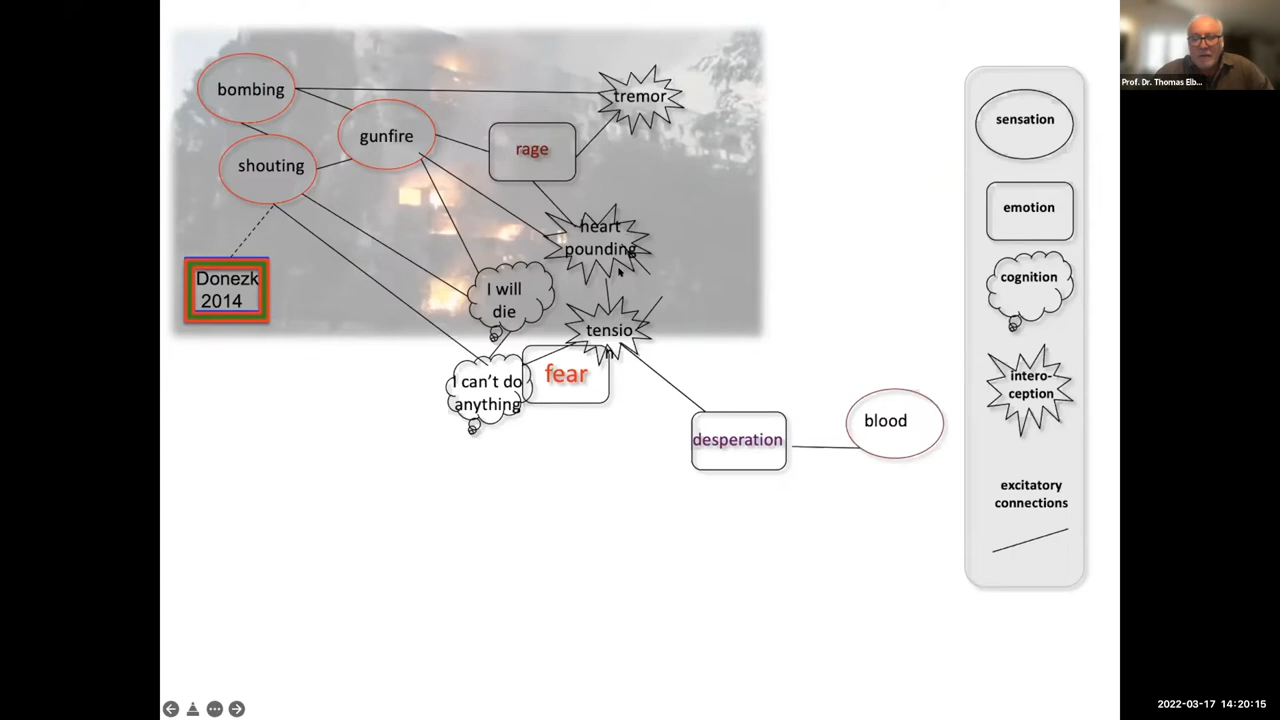 bombing
gunfire
shouting
tremor
rage
heart
pounding
Donezk
2014
I will
die
tensio
n
I can't do
anything
fear
desperation
blood
sensation
emotion
cognition
intero-
ception
excitatory
connections
Prof. Dr. Thomas Elb...
2022-03-17 14:20:15